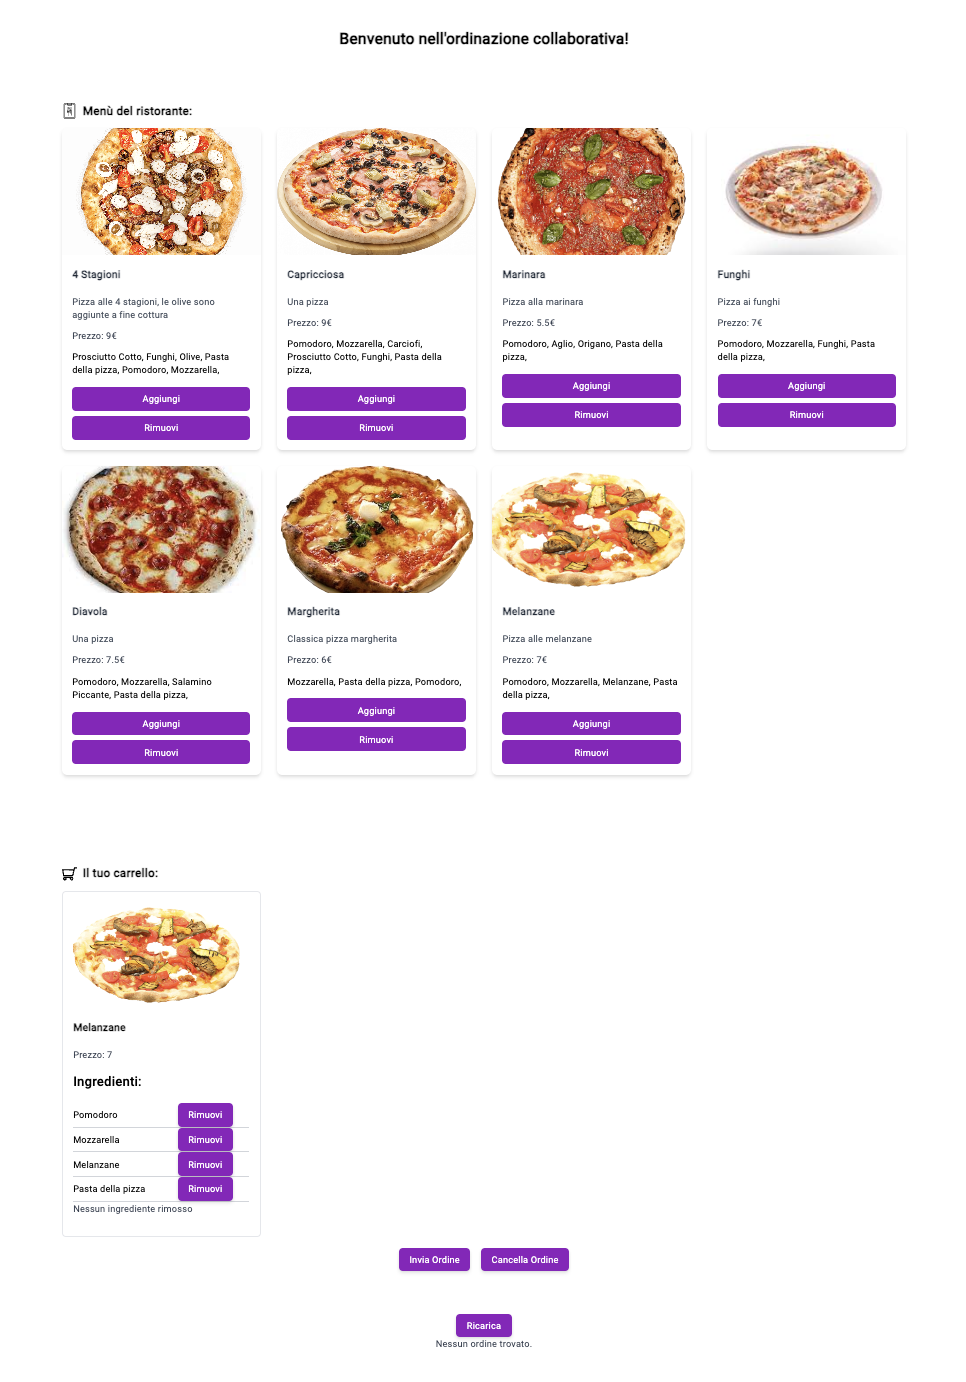 Benvenuto nell'ordinazione collaborativa!
Menù del ristorante:
4 Stagioni
Pizza alle 4 stagioni, le olive sono
aggiunte a fine cottura
Prezzo: 9€
Prosciutto Cotto, Funghi, Olive, Pasta
della pizza, Pomodoro, Mozzarella,
Aggiungi
Rimuovi
Capricciosa
Una pizza
Prezzo: 9€
Pomodoro, Mozzarella, Carciofi,
Prosciutto Cotto, Funghi, Pasta della
pizza,
Aggiungi
Rimuovi
Marinara
Pizza alla marinara
Prezzo: 5.5€
Pomodoro, Aglio, Origano, Pasta della
pizza,
Aggiungi
Rimuovi
Funghi
Pizza ai funghi
Prezzo: 7€
Pomodoro, Mozzarella, Funghi, Pasta
della pizza,
Aggiungi
Rimuovi
Diavola
Una pizza
Prezzo: 7.5€
Pomodoro, Mozzarella, Salamino
Piccante, Pasta della pizza,
Aggiungi
Rimuovi
Margherita
Classica pizza margherita
Prezzo: 6€
Mozzarella, Pasta della pizza, Pomodoro,
Aggiungi
Rimuovi
Melanzane
Pizza alle melanzane
Prezzo: 7€
Pomodoro, Mozzarella, Melanzane, Pasta
della pizza,
Aggiungi
Rimuovi
Il tuo carrello:
Melanzane
Prezzo: 7
Ingredienti:
Pomodoro Rimuovi
Mozzarella Rimuovi
Melanzane Rimuovi
Pasta della pizza Rimuovi
Nessun ingrediente rimosso
Invia Ordine Cancella Ordine
Ricarica
Nessun ordine trovato.